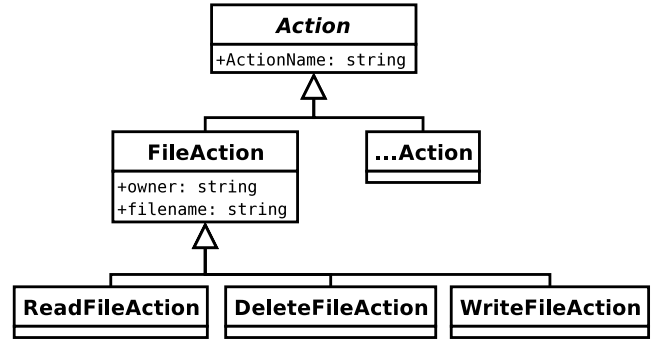 Action
+ActionName: string
FileAction
...Action
+owner: string
+filename: string
ReadFileAction
DeleteFileAction
WriteFileAction